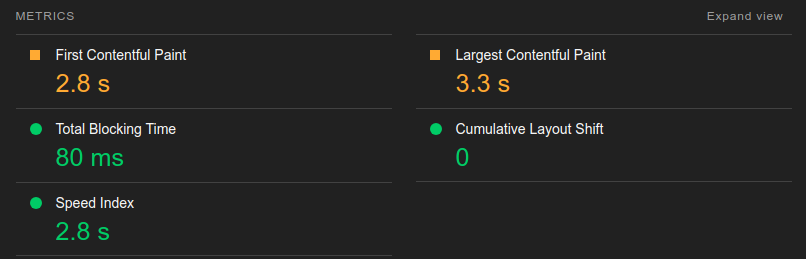 METRICS
Expand view
First Contentful Paint
2.8 s
Largest Contentful Paint
3.3 s
Total Blocking Time
80 ms
Cumulative Layout Shift
0
Speed Index
2.8 s